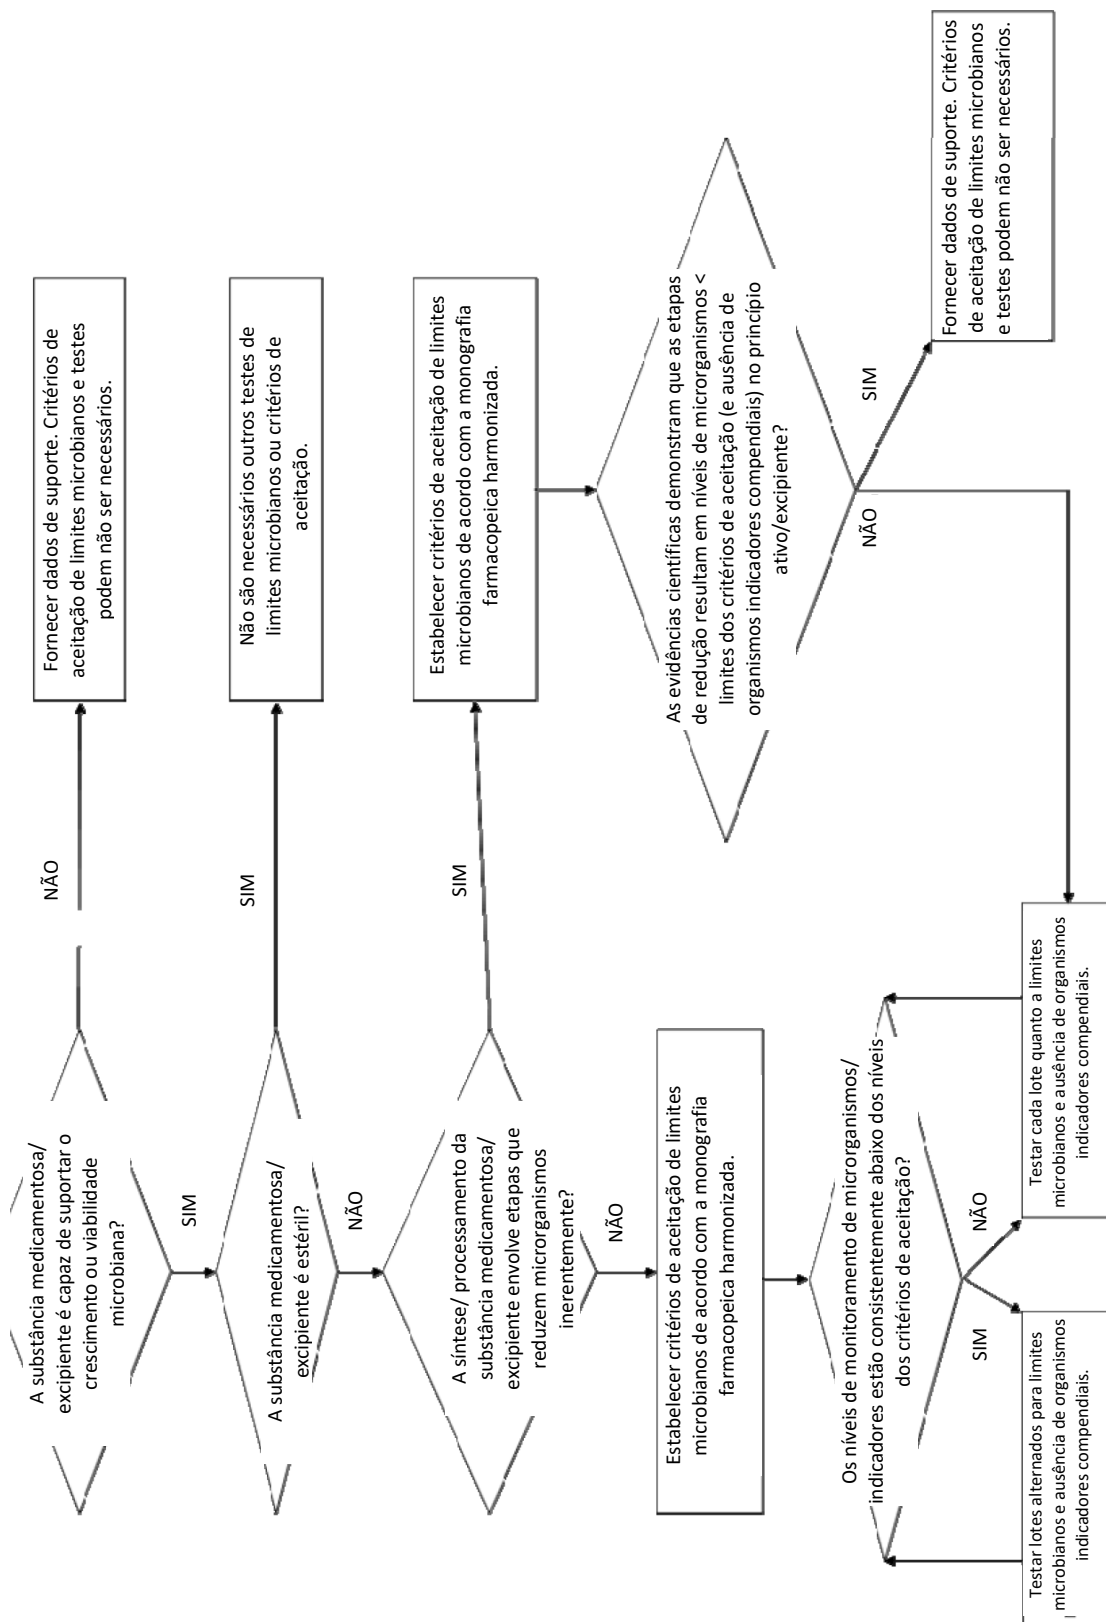 A substância medicamentosa/
excipiente é capaz de suportar o
crescimento ou viabilidade
microbiana?
NÃO
Fornecer dados de suporte. Critérios de
aceitação de limites microbianos e testes
podem não ser necessários.
SIM
A substância medicamentosa/
excipiente é estéril?
SIM
Não são necessários outros testes de
limites microbianos ou critérios de
aceitação.
NÃO
A síntese/ processamento da
substância medicamentosa/
excipiente envolve etapas que
reduzem microrganismos
inerentemente?
SIM
Estabelecer critérios de aceitação de limites
microbianos de acordo com a monografia
farmacopeica harmonizada.
NÃO
Estabelecer critérios de aceitação de limites
microbianos de acordo com a monografia
farmacopeica harmonizada.
As evidências científicas demonstram que as etapas
de redução resultam em níveis de microrganismos <
limites dos critérios de aceitação (e ausência de
organismos indicadores compendiais) no princípio
ativo/excipiente?
SIM
NÃO
Fornecer dados de suporte. Critérios
de aceitação de limites microbianos
e testes podem não ser necessários.
Os níveis de monitoramento de microrganismos/
indicadores estão consistentemente abaixo dos níveis
dos critérios de aceitação?
SIM
NÃO
Testar lotes alternados para limites
microbianos e ausência de organismos
indicadores compendiais.
Testar cada lote quanto a limites
microbianos e ausência de organismos
indicadores compendiais.